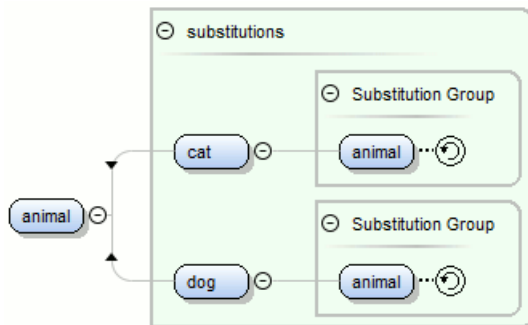 substitutions
Substitution Group
cat
animal
animal
Substitution Group
dog
animal